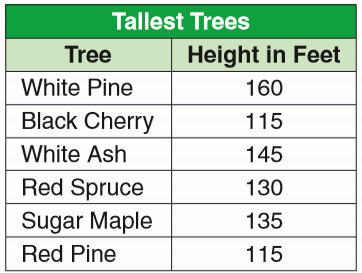 Tallest Trees
Tree Height in Feet
White Pine 160
Black Cherry 115
White Ash 145
Red Spruce 130
Sugar Maple 135
Red Pine 115